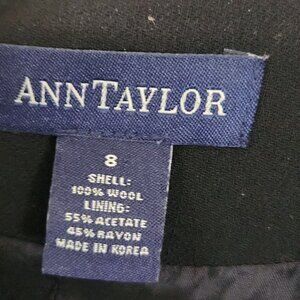 ANNTAYLOR
8
SHELL:
100% WOOL
LINING:
55% ACETATE
45% RAYON
MADE IN KOREA